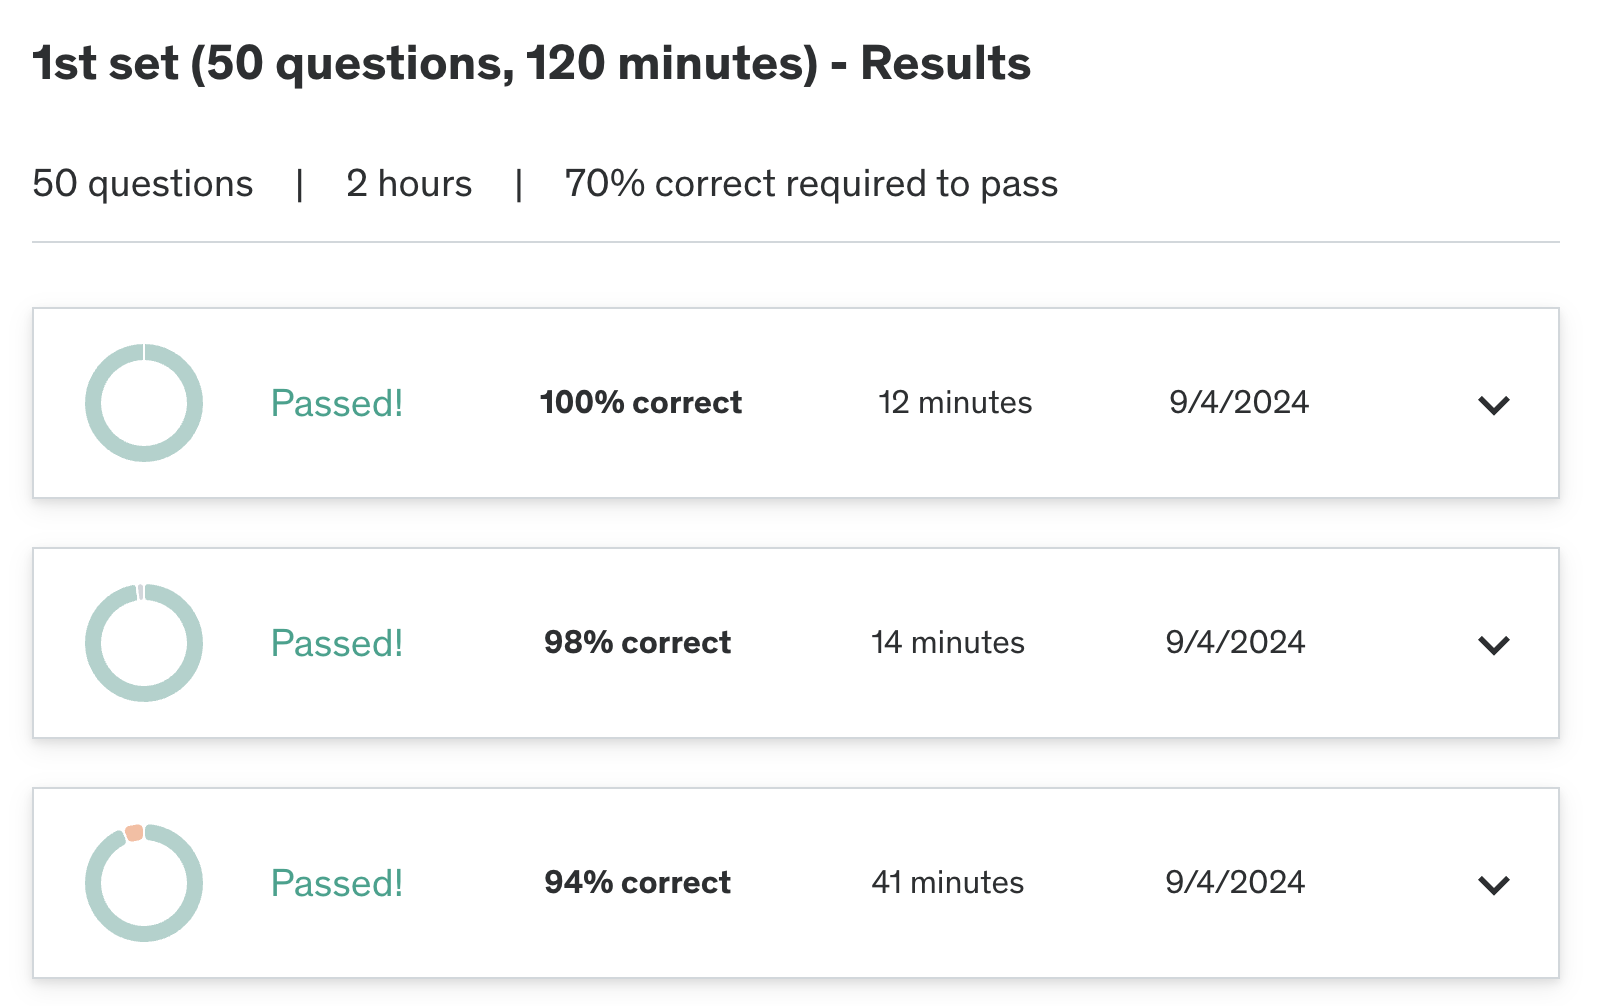 1st set (50 questions, 120 minutes) - Results
50 questions | 2 hours | 70% correct required to pass
Passed! 100% correct 12 minutes 9/4/2024
Passed! 98% correct 14 minutes 9/4/2024
Passed! 94% correct 41 minutes 9/4/2024